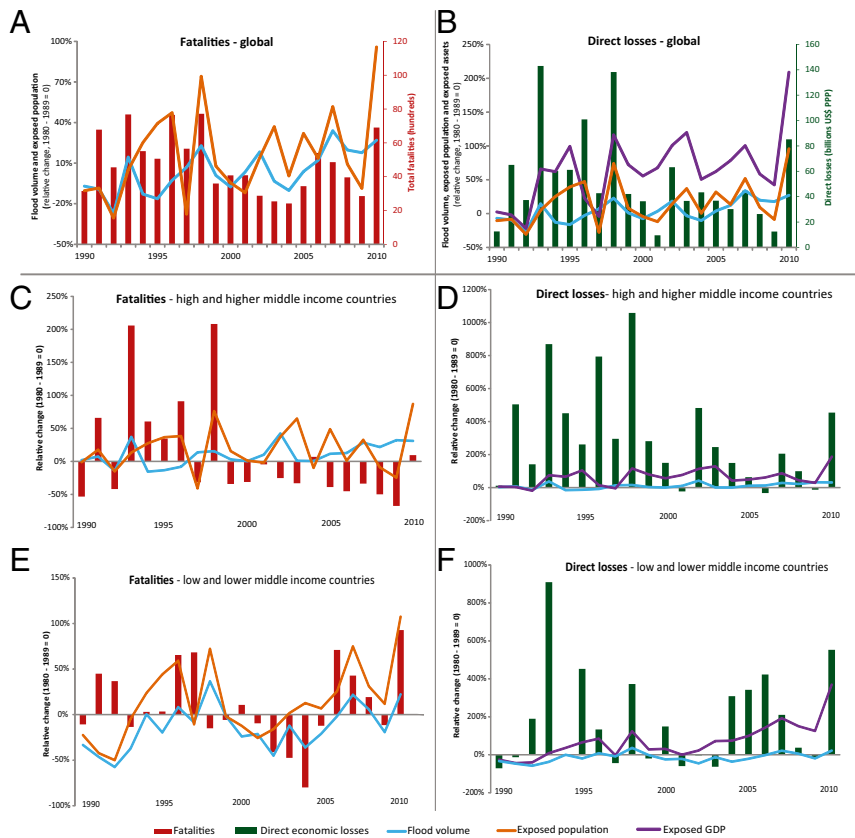 A
Fatalities - global
Flood volume and exposed population
(relative change, 1980 - 1989 = 0)
100%
70%
40%
10%
-20%
-50%
120
100
80
60
40
20
0
Total fatalities (hundreds)
1990 1995 2000 2005 2010
B
Direct losses - global
Flood volume, exposed population and exposed assets
(relative change, 1980 - 1989 = 0)
250%
200%
150%
100%
50%
0%
-50%
160
140
120
100
80
60
40
20
0
Direct losses (billions US$ PPP)
1990 1995 2000 2005 2010
C
Fatalities - high and higher middle income countries
Relative change (1980 - 1989 = 0)
250%
200%
150%
100%
50%
0%
-50%
-100%
1990 1995 2000 2005 2010
D
Direct losses- high and higher middle income countries
Relative change (1980 - 1989 = 0)
1200%
1000%
800%
600%
400%
200%
0%
-200%
1990 1995 2000 2005 2010
E
Fatalities - low and lower middle income countries
Relative change (1980 - 1989 = 0)
150%
100%
50%
0%
-50%
-100%
1990 1995 2000 2005 2010
F
Direct losses - low and lower middle income countries
Relative change (1980 - 1989 = 0)
1000%
800%
600%
400%
200%
0%
-200%
1990 1995 2000 2005 2010
Fatalities Direct economic losses Flood volume Exposed population Exposed GDP